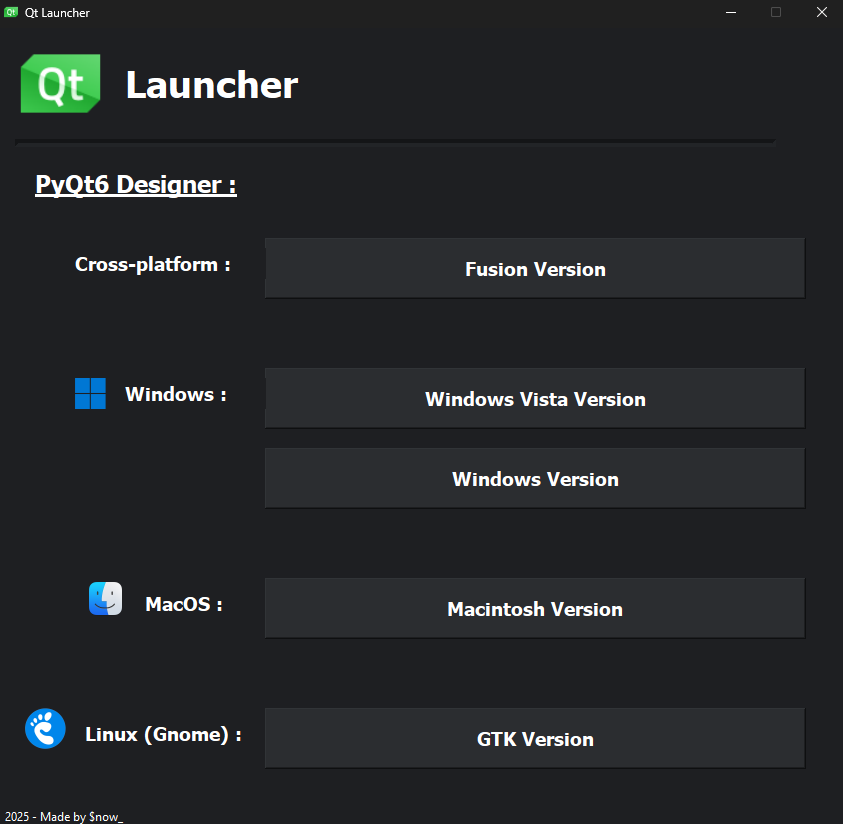 Qt Qt Launcher
Qt Launcher
PyQt6 Designer :
Cross-platform : Fusion Version
Windows : Windows Vista Version
Windows Version
MacOS : Macintosh Version
Linux (Gnome) : GTK Version
2025 - Made by $now_